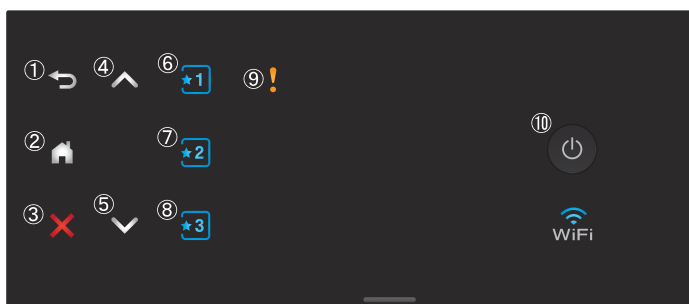 ① ④ ⑥ ★1 ⑨ !
② ⑦ ★2 ⑩
③ ⑤ ⑧ ★3
WiFi